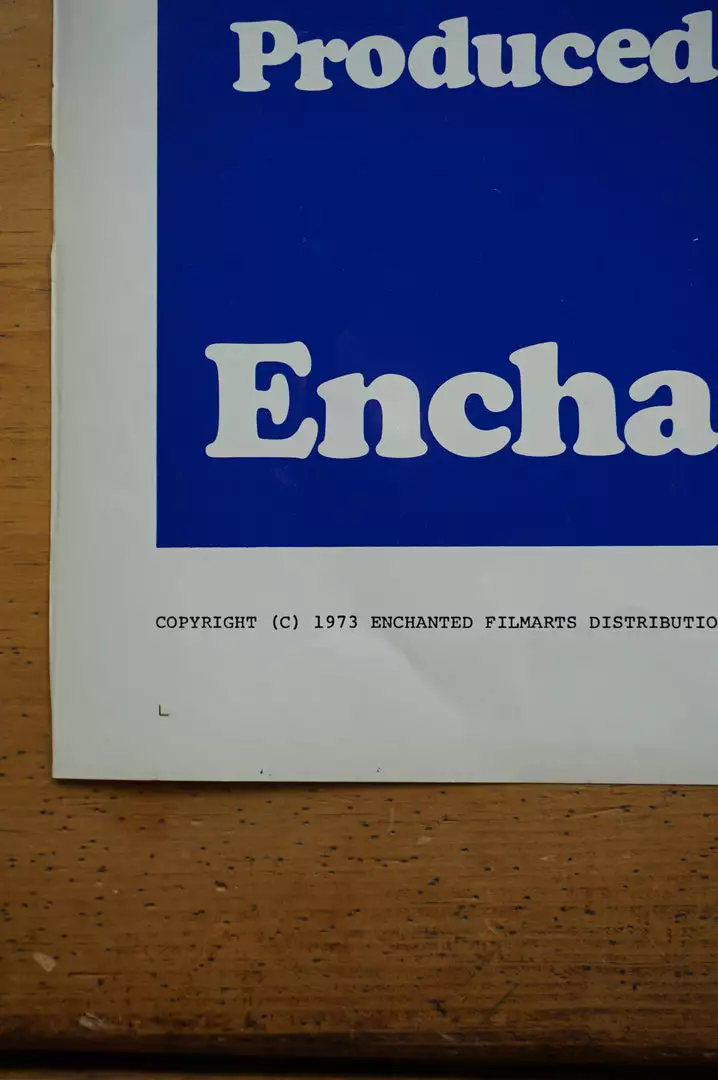 Produced
Encha
COPYRIGHT (C) 1973 ENCHANTED FILMARTS DISTRIBUTIO